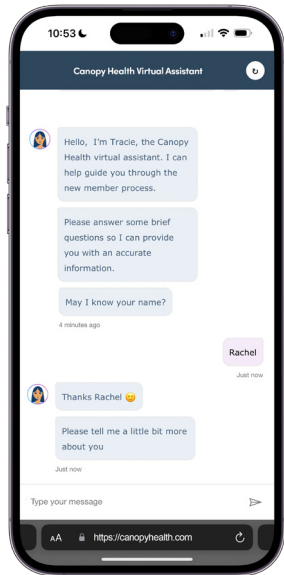 10:53
Canopy Health Virtual Assistant
Hello, I'm Tracie, the Canopy
Health virtual assistant. I can
help guide you through the
new member process.
Please answer some brief
questions so I can provide
you with an accurate
information.
May I know your name?
4 minutes ago
Rachel
Just now
Thanks Rachel 😊
Please tell me a little bit more
about you
Just now
Type your message
AA https://canopyhealth.com